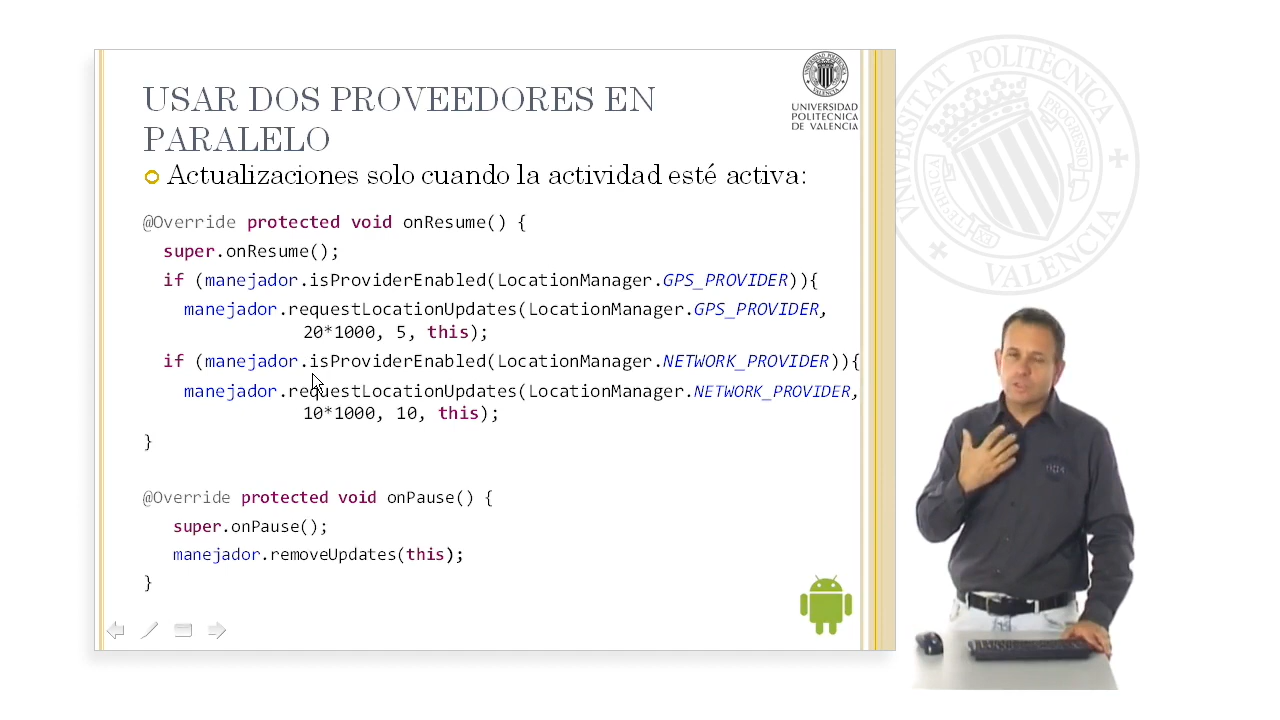 USAR DOS PROVEEDORES EN
PARALELO
UNIVERSIDAD
POLITECNICA
DE VALENCIA
Actualizaciones solo cuando la actividad esté activa:
@Override protected void onResume() {
super.onResume();
if (manejador.isProviderEnabled(LocationManager.GPS_PROVIDER)){
manejador.requestLocationUpdates(LocationManager.GPS_PROVIDER,
20*1000, 5, this);
if (manejador.isProviderEnabled(LocationManager.NETWORK_PROVIDER)){
manejador.requestLocationUpdates(LocationManager.NETWORK_PROVIDER,
10*1000, 10, this);
}
@Override protected void onPause() {
super.onPause();
manejador.removeUpdates(this);
}
UNIVERSITAT POLITÈCNICA
VALÈNCIA